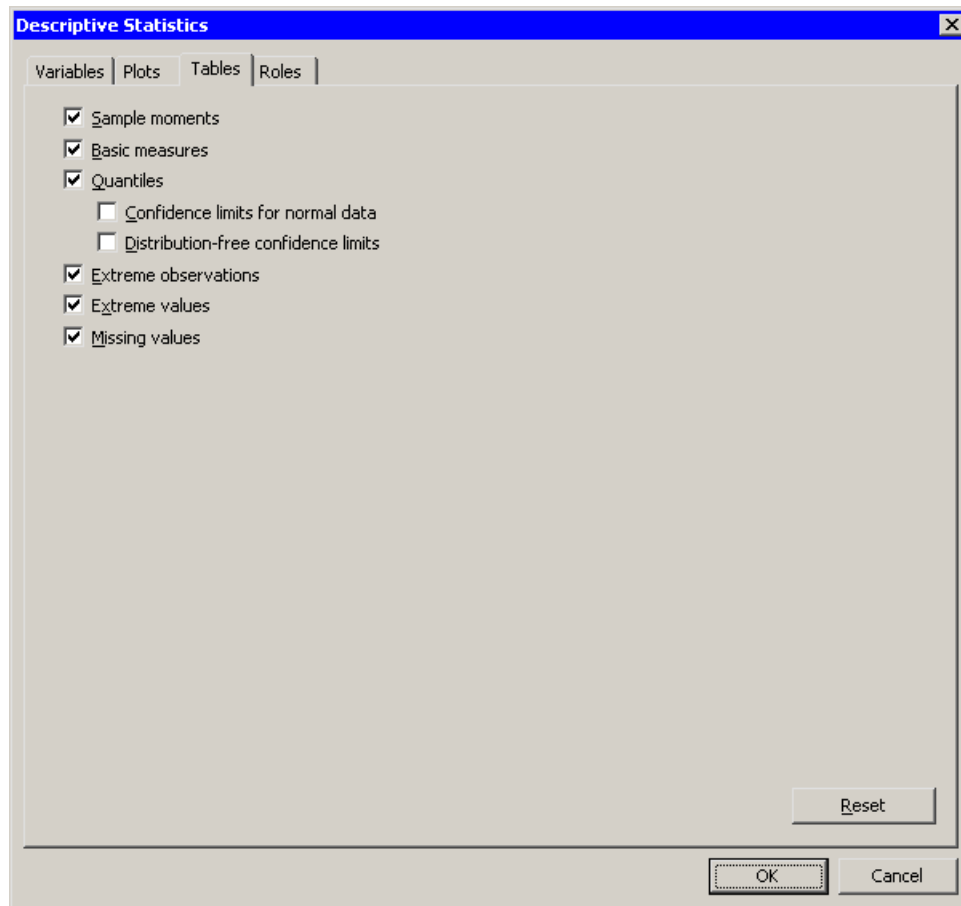 Descriptive Statistics
Variables Plots Tables Roles
Sample moments
Basic measures
Quantiles
Confidence limits for normal data
Distribution-free confidence limits
Extreme observations
Extreme values
Missing values
Reset
OK Cancel